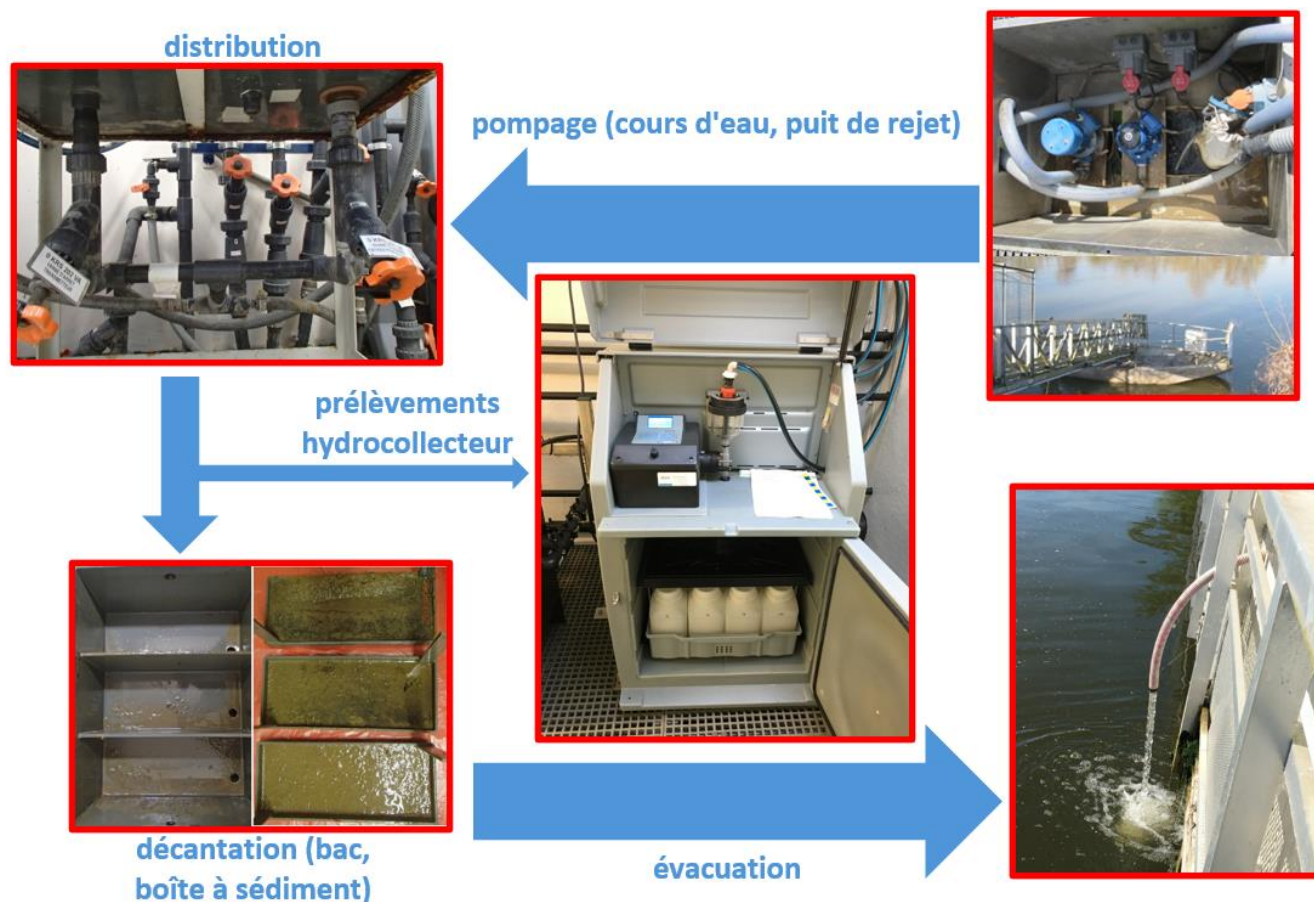 distribution
pompage (cours d'eau, puit de rejet)
prélèvements
hydrocollecteur
décantation (bac,
boîte à sédiment)
évacuation